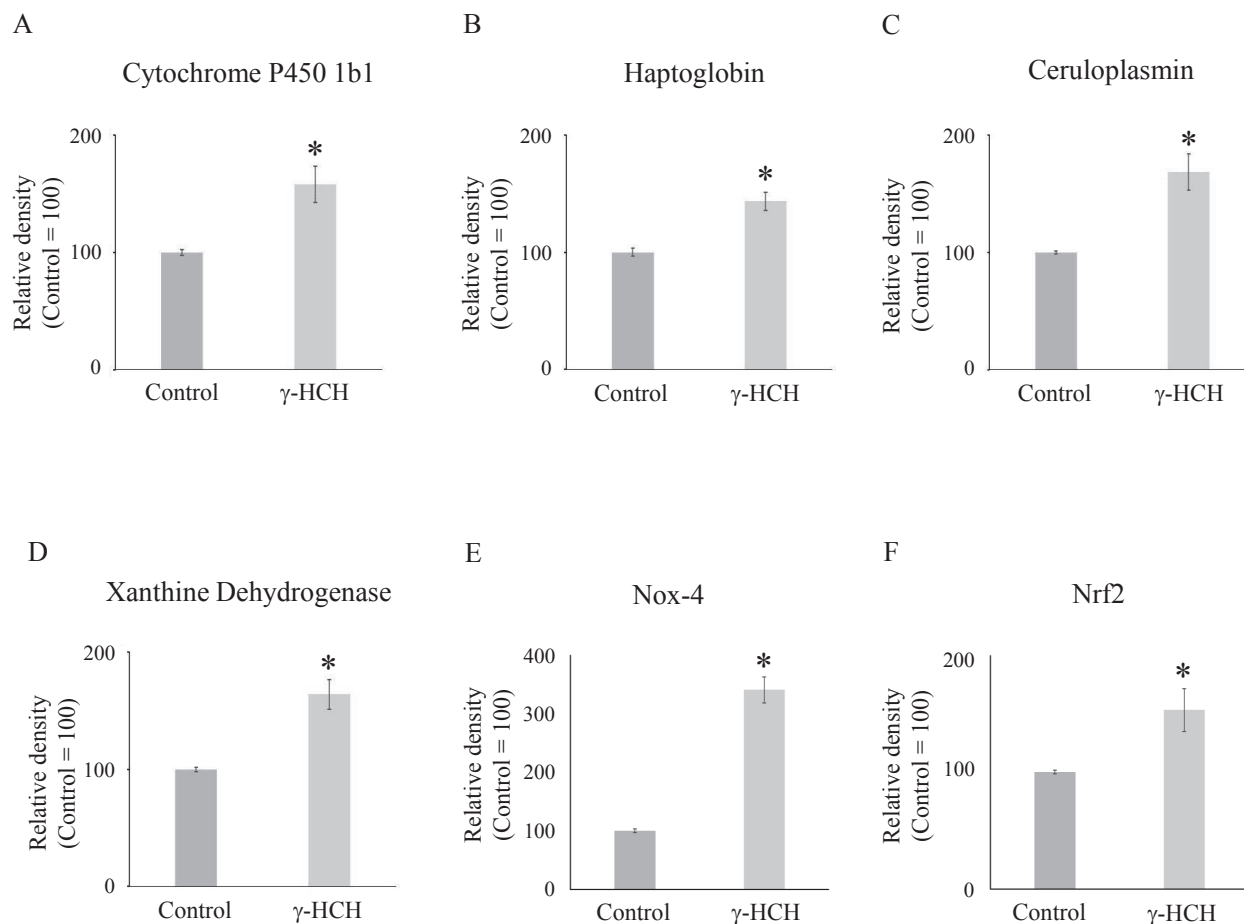 A
Cytochrome P450 1b1
200
100
0
Relative density
(Control = 100)
*
Control γ-HCH
B
Haptoglobin
200
100
0
Relative density
(Control = 100)
*
Control γ-HCH
C
Ceruloplasmin
200
100
0
Relative density
(Control = 100)
*
Control γ-HCH
D
Xanthine Dehydrogenase
200
100
0
Relative density
(Control = 100)
*
Control γ-HCH
E
Nox-4
400
300
200
100
0
Relative density
(Control = 100)
*
Control γ-HCH
F
Nrf2
200
100
0
Relative density
(Control = 100)
*
Control γ-HCH